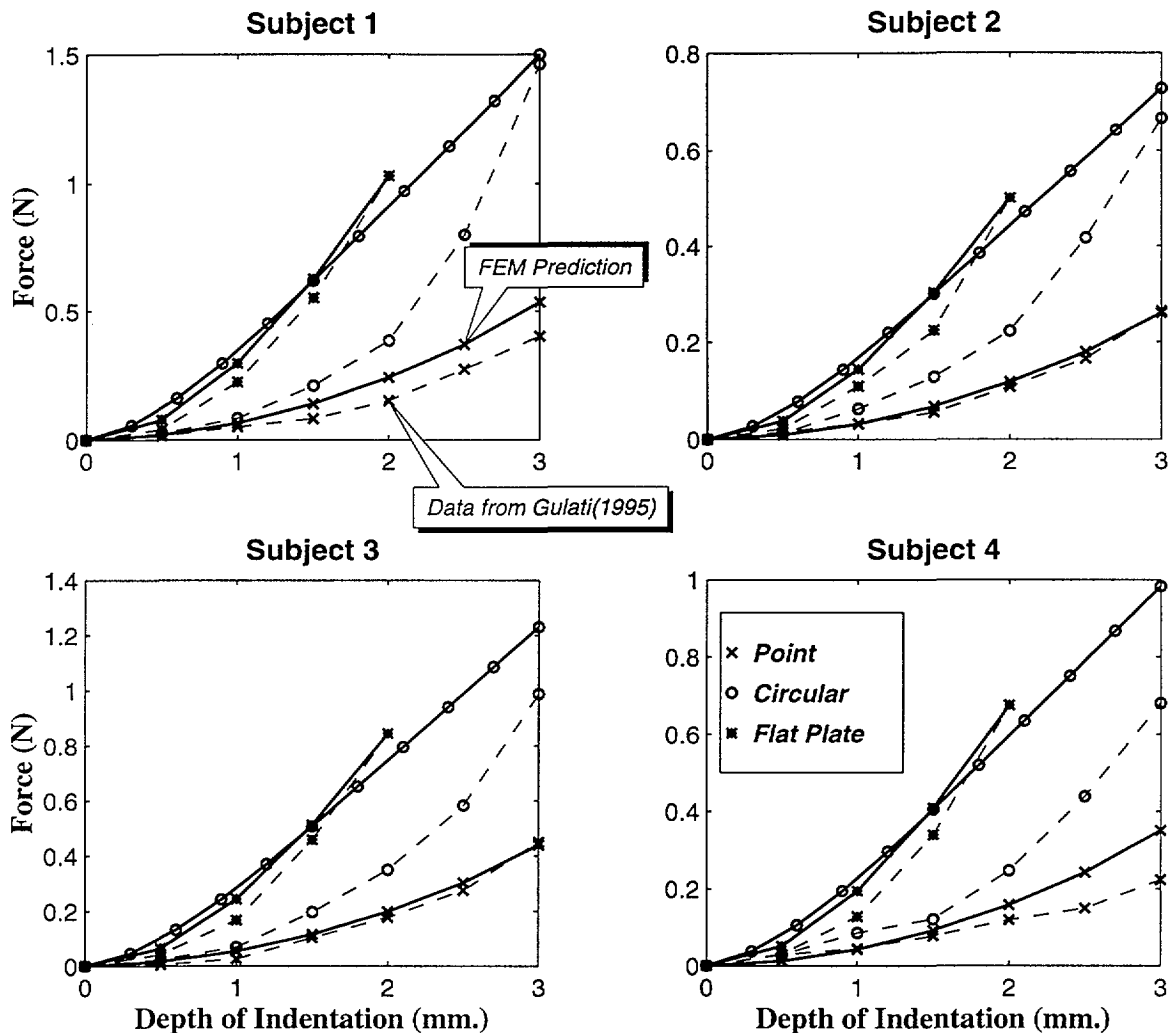 Subject 1
Subject 2
1.5
1
0.5
0
0 1 2 3
0.8
0.6
0.4
0.2
0
0 1 2 3
Force (N)
FEM Prediction
Data from Gulati(1995)
Subject 3
Subject 4
1.4
1.2
1
0.8
0.6
0.4
0.2
0
0 1 2 3
1
0.8
0.6
0.4
0.2
0
0 1 2 3
Force (N)
Point
Circular
Flat Plate
Depth of Indentation (mm.)
Depth of Indentation (mm.)